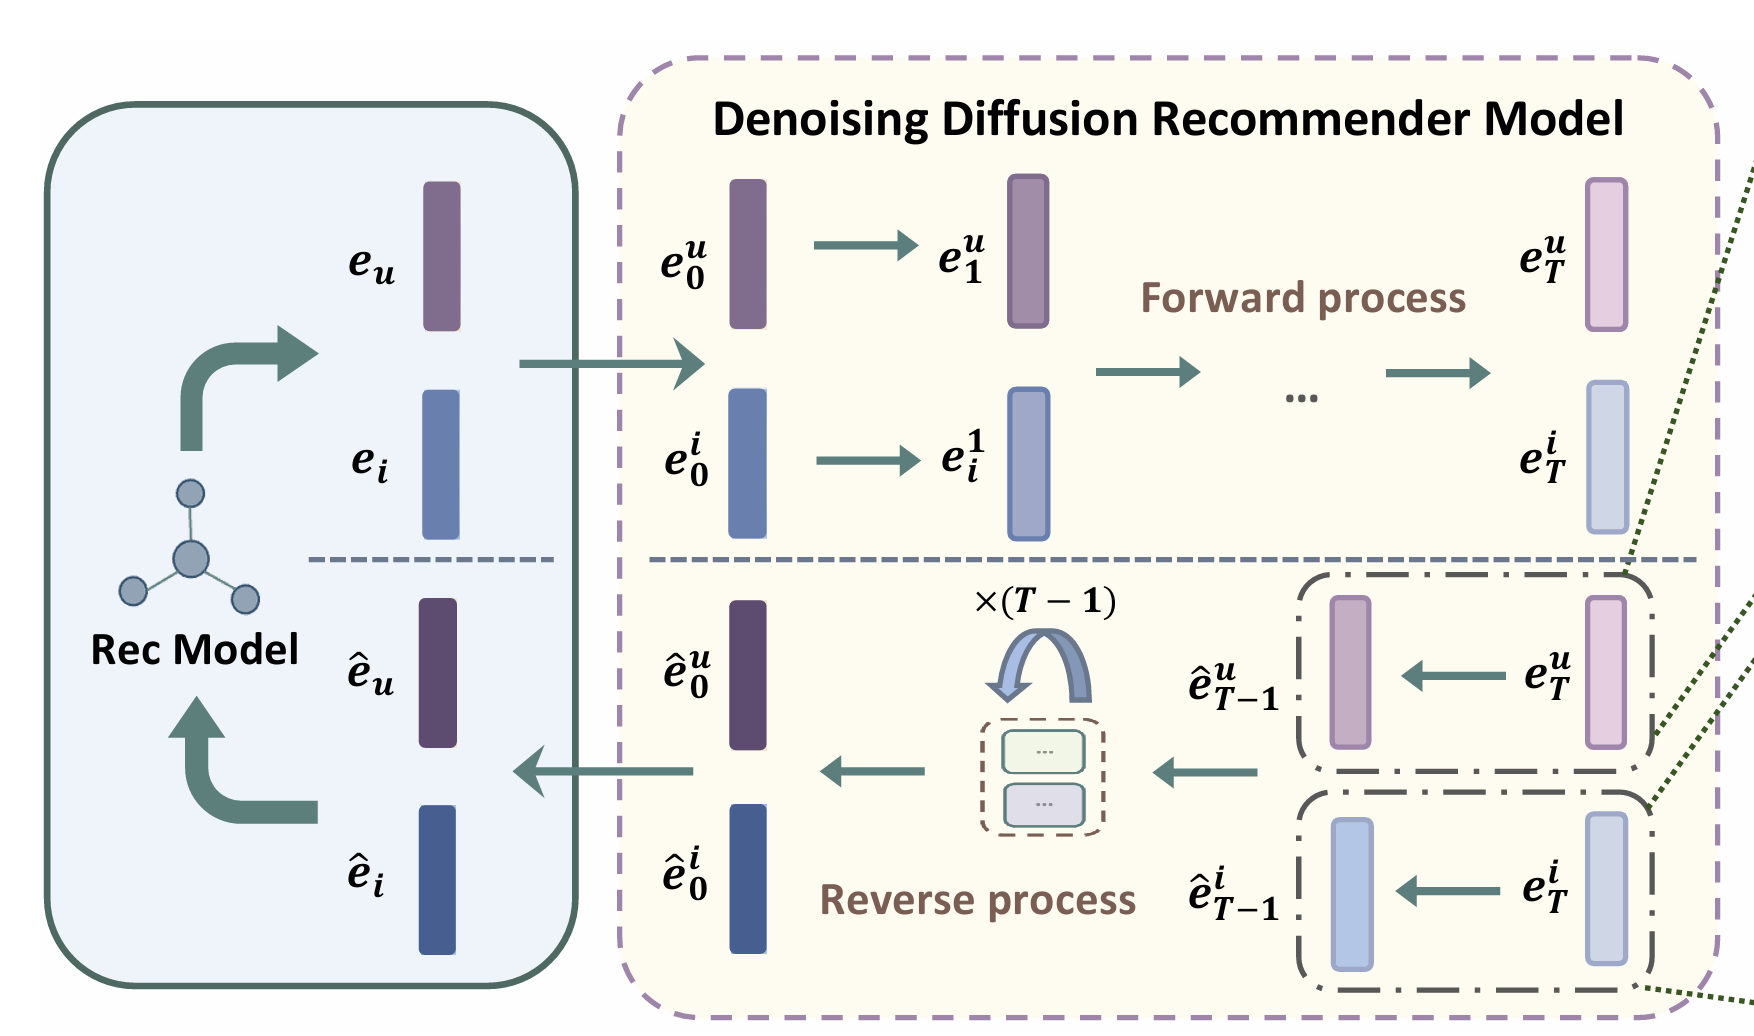 Denoising Diffusion Recommender Model
e_u
e_0^u
e_1^u
e_T^u
Forward process
...
e_i
e_0^i
e_i^1
e_T^i
×(T − 1)
Rec Model
ê_u
ê_0^u
ê_{T−1}^u
e_T^u
...
...
ê_i
ê_0^i
Reverse process
ê_{T−1}^i
e_T^i